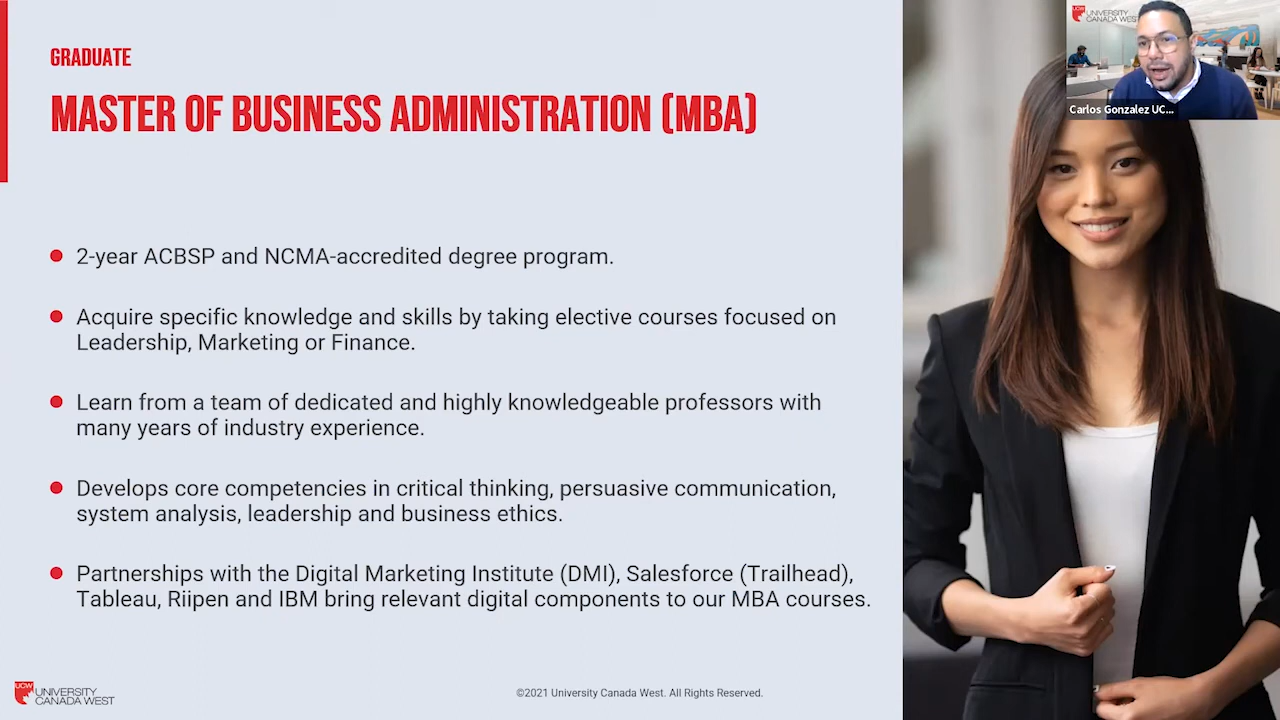 GRADUATE
MASTER OF BUSINESS ADMINISTRATION (MBA)
2-year ACBSP and NCMA-accredited degree program.
Acquire specific knowledge and skills by taking elective courses focused on
Leadership, Marketing or Finance.
Learn from a team of dedicated and highly knowledgeable professors with
many years of industry experience.
Develops core competencies in critical thinking, persuasive communication,
system analysis, leadership and business ethics.
Partnerships with the Digital Marketing Institute (DMI), Salesforce (Trailhead),
Tableau, Riipen and IBM bring relevant digital components to our MBA courses.
UCW
UNIVERSITY
CANADA WEST
©2021 University Canada West. All Rights Reserved.
UCW
UNIVERSITY
CANADA WEST
Carlos Gonzalez UC...